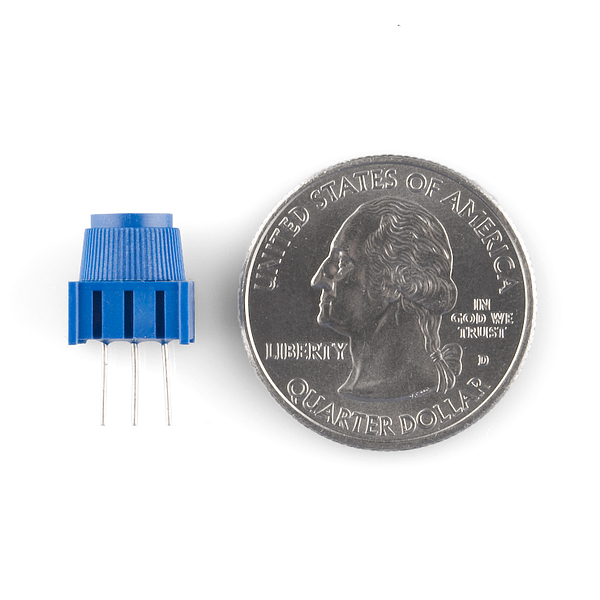 UNITED STATES OF AMERICA
LIBERTY
IN
GOD WE
TRUST
D
QUARTER DOLLAR